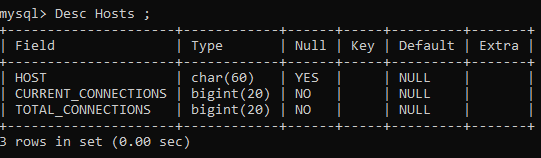 mysql> Desc Hosts ;
+---------------------+------------+------+-----+---------+-------+
| Field               | Type       | Null | Key | Default | Extra |
+---------------------+------------+------+-----+---------+-------+
| HOST                | char(60)   | YES  |     | NULL    |       |
| CURRENT_CONNECTIONS | bigint(20) | NO   |     | NULL    |       |
| TOTAL_CONNECTIONS   | bigint(20) | NO   |     | NULL    |       |
+---------------------+------------+------+-----+---------+-------+
3 rows in set (0.00 sec)